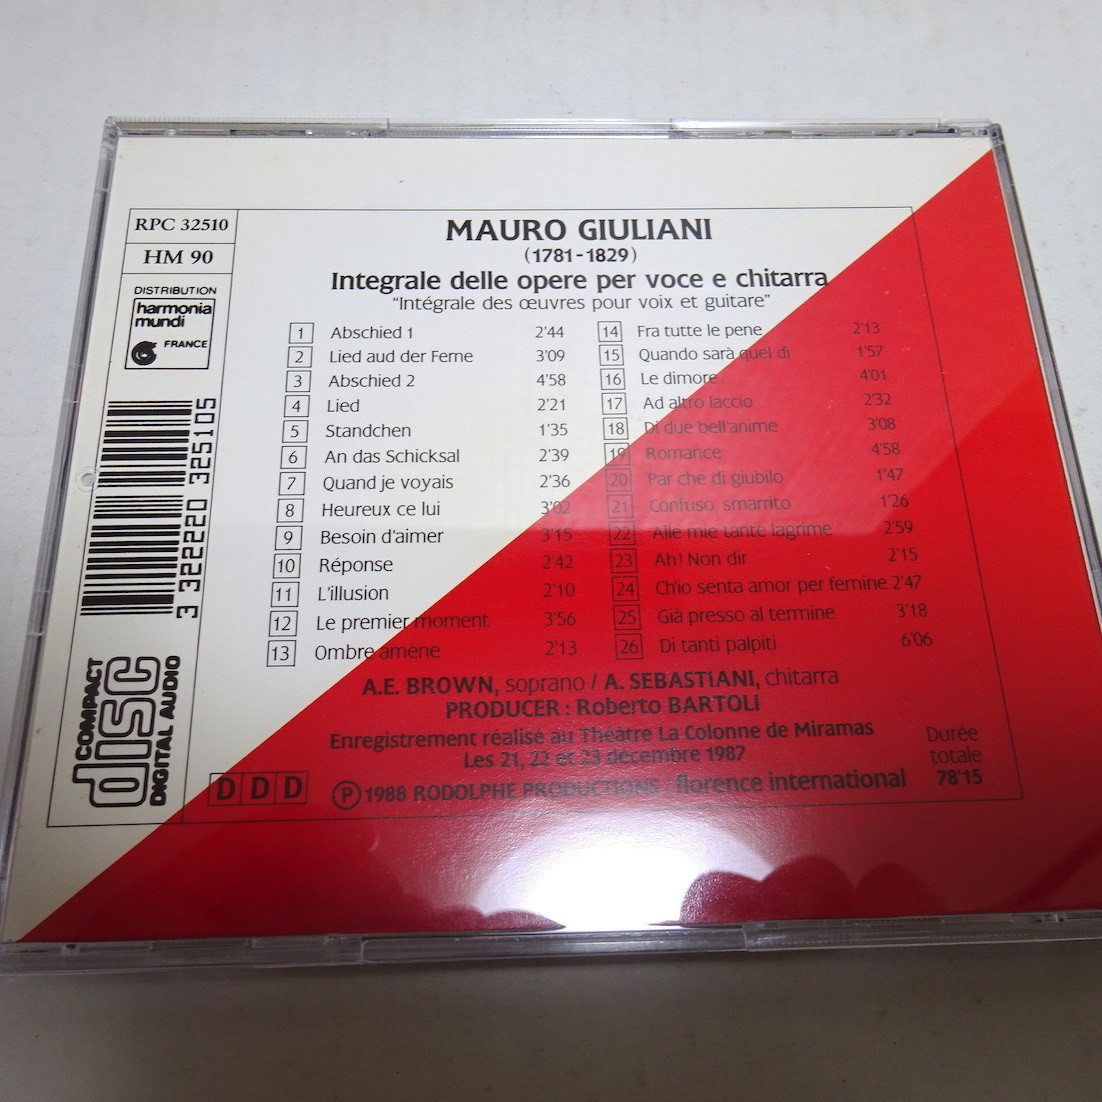 RPC 32510
HM 90
DISTRIBUTION
harmonia
mundi
FRANCE
3 322220 325105
COMPACT
disc
DIGITAL AUDIO
MAURO GIULIANI
(1781-1829)
Integrale delle opere per voce e chitarra
"Intégrale des œuvres pour voix et guitare"
1 Abschied 1 2'44
2 Lied aud der Ferne 3'09
3 Abschied 2 4'58
4 Lied 2'21
5 Standchen 1'35
6 An das Schicksal 2'39
7 Quand je voyais 2'36
8 Heureux ce lui 3'02
9 Besoin d'aimer 3'15
10 Réponse 2'42
11 L'illusion 2'10
12 Le premier moment 3'56
13 Ombre amène 2'13
14 Fra tutte le pene 2'13
15 Quando sarà quel dì 1'57
16 Le dimore 4'01
17 Ad altro laccio 2'32
18 Di due bell'anime 3'08
19 Romance 4'58
20 Par che di giubilo 1'47
21 Confuso, smarrito 1'26
22 Alle mie tante lagrime 2'59
23 Ah! Non dir 2'15
24 Ch'io senta amor per femine 2'47
25 Già presso al termine 3'18
26 Di tanti palpiti 6'06
A.E. BROWN, soprano / A. SEBASTIANI, chitarra
PRODUCER : Roberto BARTOLI
Enregistrement réalisé au Théâtre La Colonne de Miramas
Les 21, 22 et 23 décembre 1987
DDD
Ⓟ 1988 RODOLPHE PRODUCTIONS / florence international
Durée
totale
78'15